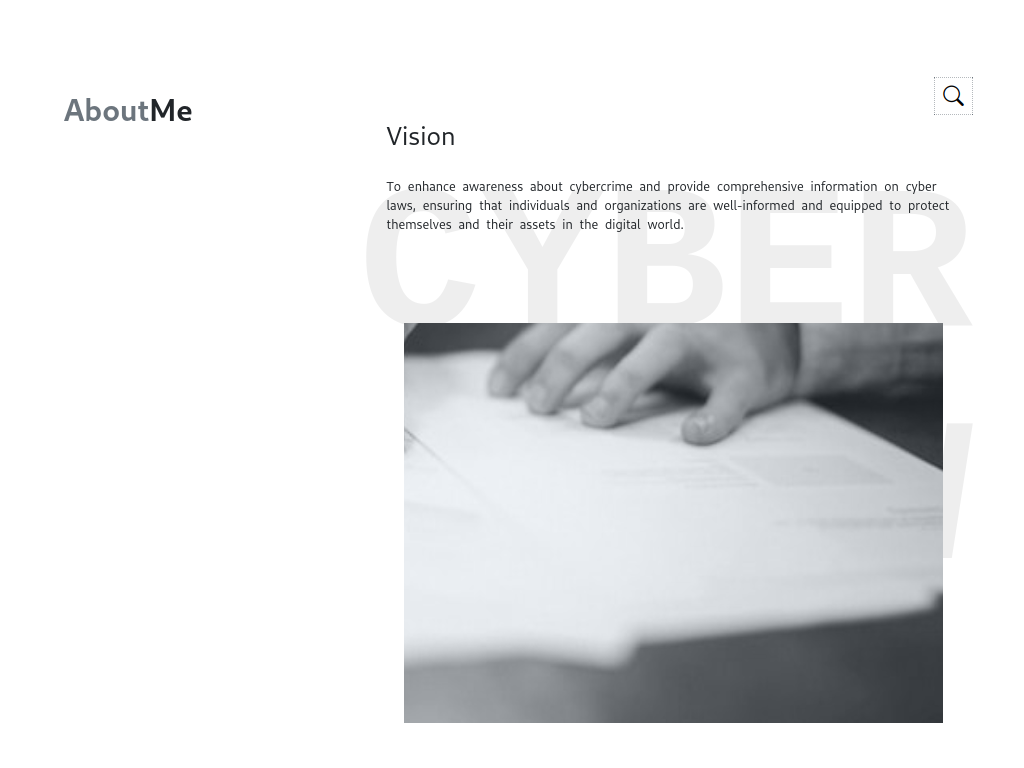 AboutMe
Vision
To enhance awareness about cybercrime and provide comprehensive information on cyber
laws, ensuring that individuals and organizations are well-informed and equipped to protect
themselves and their assets in the digital world.
CYBER